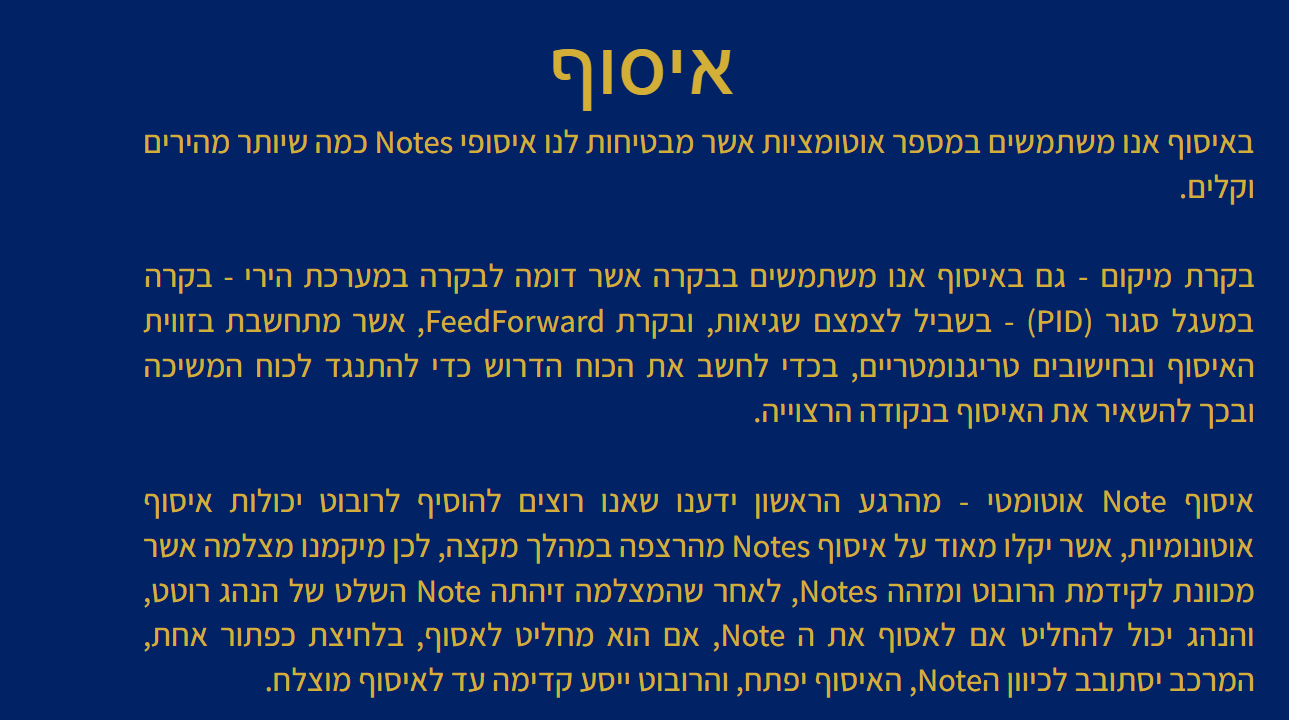 איסוף
באיסוף אנו משתמשים במספר אוטומציות אשר מבטיחות לנו איסופי Notes כמה שיותר מהירים
וקלים.
בקרת מיקום - גם באיסוף אנו משתמשים בבקרה אשר דומה לבקרה במערכת הירי - בקרה
במעגל סגור (PID) - בשביל לצמצם שגיאות, ובקרת FeedForward, אשר מתחשבת בזווית
האיסוף ובחישובים טריגנומטריים, בכדי לחשב את הכוח הדרוש כדי להתנגד לכוח המשיכה
ובכך להשאיר את האיסוף בנקודה הרצוייה.
איסוף Note אוטומטי - מהרגע הראשון ידענו שאנו רוצים להוסיף לרובוט יכולות איסוף
אוטונומיות, אשר יקלו מאוד על איסוף Notes מהרצפה במהלך מקצה, לכן מיקמנו מצלמה אשר
מכוונת לקידמת הרובוט ומזהה Notes, לאחר שהמצלמה זיהתה Note השלט של הנהג רוטט,
והנהג יכול להחליט אם לאסוף את ה Note, אם הוא מחליט לאסוף, בלחיצת כפתור אחת,
המרכב יסתובב לכיוון הNote, האיסוף יפתח, והרובוט ייסע קדימה עד לאיסוף מוצלח.